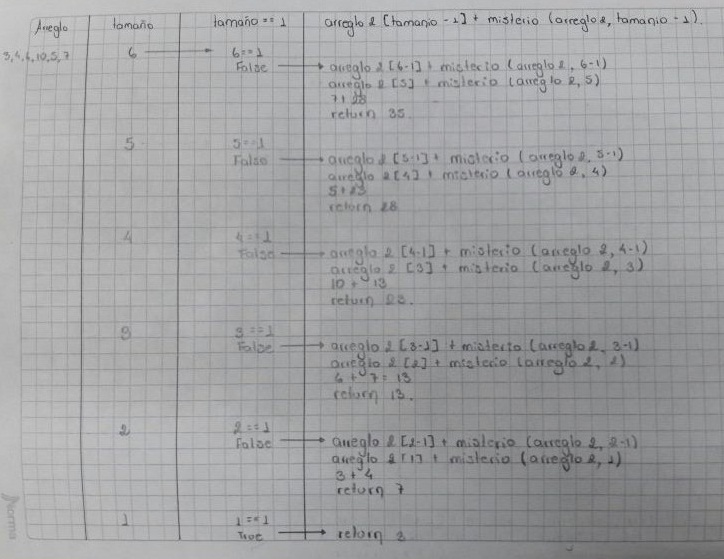 Arreglo tamaño tamaño == 1 arreglo 2 [tamanio - 1] + misterio (arreglo 2, tamanio - 1).
3,4,6,10,5,7 6 6 == 1 False arreglo 2 [6-1] + misterio (arreglo 2, 6-1)
arreglo 2 [5] + misterio (arreglo 2, 5)
7 + 28
return 35.
5 5 == 1 False arreglo 2 [5-1] + misterio (arreglo 2, 5-1)
arreglo 2 [4] + misterio (arreglo 2, 4)
5 + 23
return 28
4 4 == 1 False arreglo 2 [4-1] + misterio (arreglo 2, 4-1)
arreglo 2 [3] + misterio (arreglo 2, 3)
10 + 13
return 23.
3 3 == 1 False arreglo 2 [3-1] + misterio (arreglo 2, 3-1)
arreglo 2 [2] + misterio (arreglo 2, 2)
6 + 7 = 13
return 13.
2 2 == 1 False arreglo 2 [2-1] + misterio (arreglo 2, 2-1)
arreglo 2 [1] + misterio (arreglo 2, 1)
3 + 4
return 7
1 1 == 1 True return 3
norma